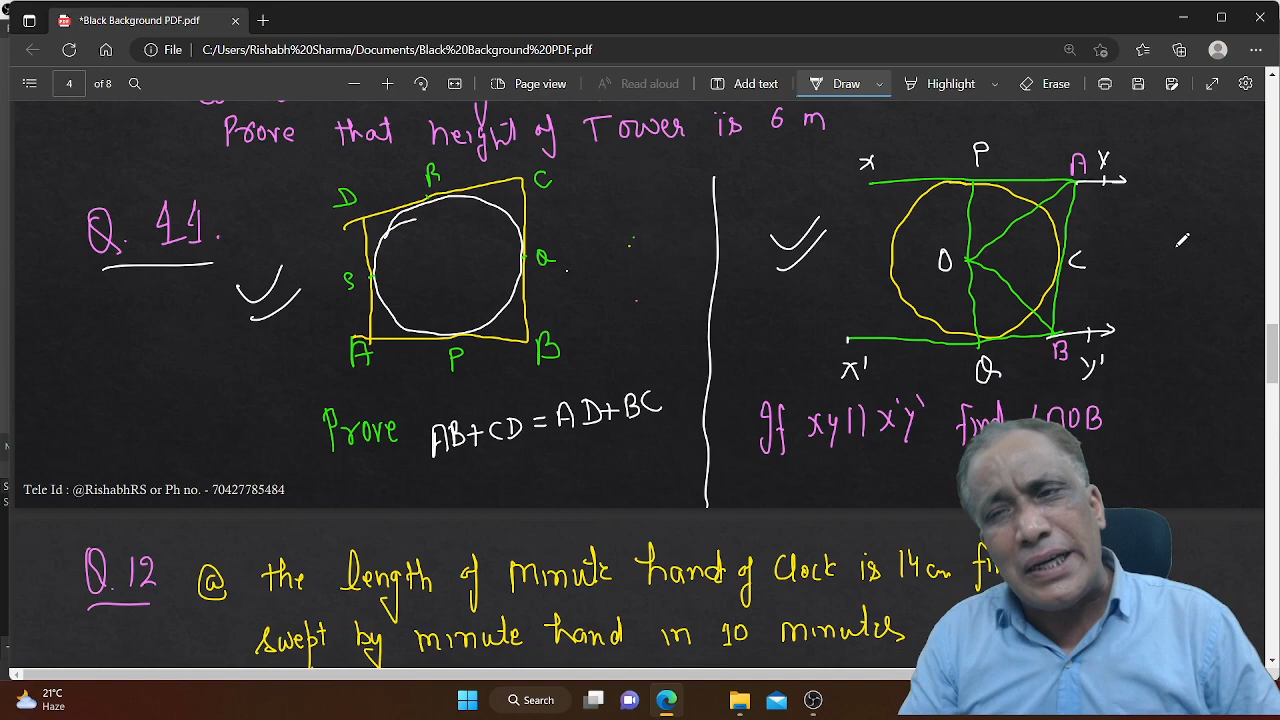 *Black Background PDF.pdf
File C:/Users/Rishabh%20Sharma/Documents/Black%20Background%20PDF.pdf
4 of 8 Page view Read aloud Add text Draw Highlight Erase
Prove that height of Tower is 6 m
Q. 11.
D R C
S Q
A P B
Prove AB+CD = AD+BC
x P A y
O C
x' Q B y'
If xy || x'y' find AOB
Tele Id : @RishabhRS or Ph no. - 70427785484
Q. 12 @ the length of minute hand of clock is 14 cm
swept by minute hand in 10 minutes
21°C
Haze
Search